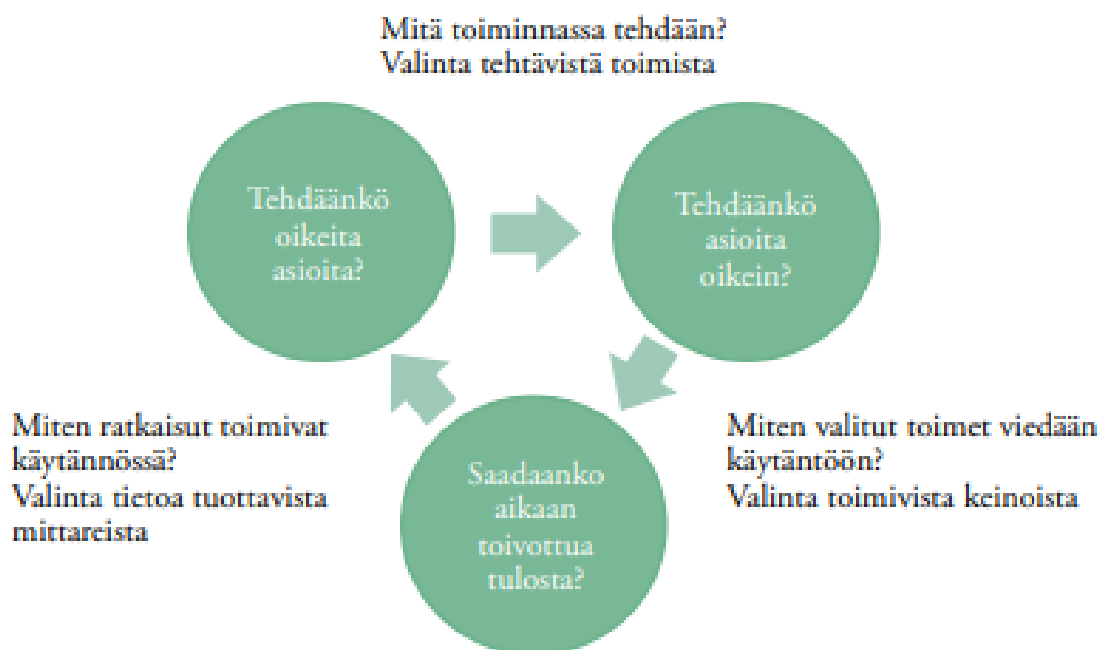 Mitä toiminnassa tehdään?
Valinta tehtävistä toimista
Tehdäänkö
oikeita
asioita?
Tehdäänkö
asioita
oikein?
Miten ratkaisut toimivat
käytännössä?
Valinta tietoa tuottavista
mittareista
Saadaanko
aikaan
toivottua
tulosta?
Miten valitut toimet viedään
käytäntöön?
Valinta toimivista keinoista